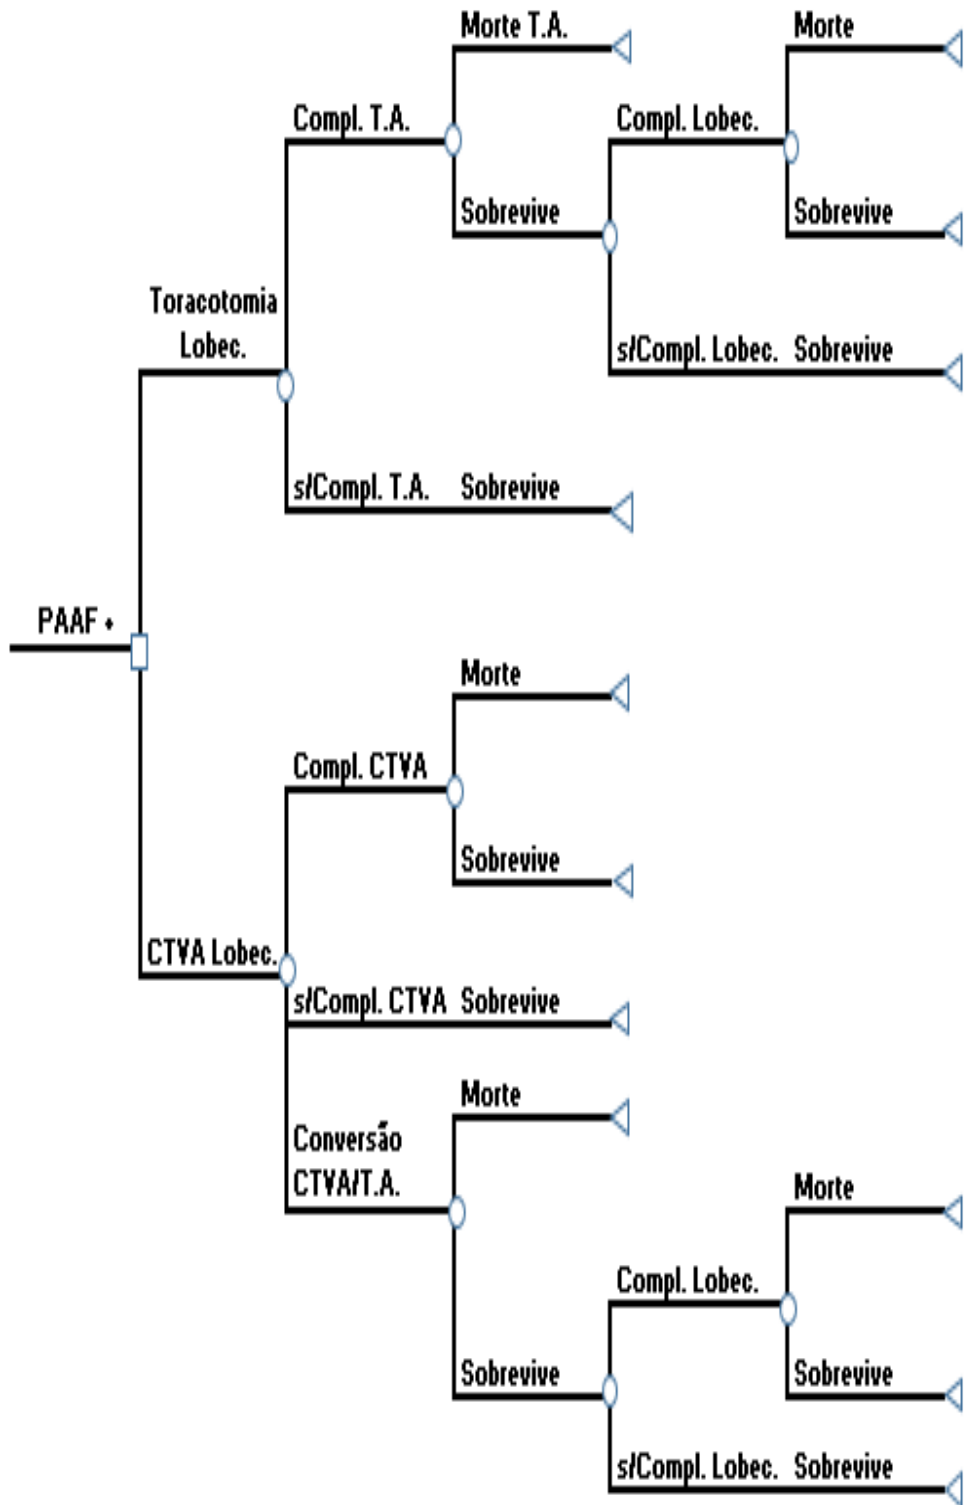 Morte T.A.
Morte
Compl. T.A.
Compl. Lobec.
Sobrevive
Sobrevive
Toracotomia
Lobec.
s/Compl. Lobec. Sobrevive
s/Compl. T.A. Sobrevive
PAAF +
Morte
Compl. CTVA
Sobrevive
CTVA Lobec.
s/Compl. CTVA Sobrevive
Morte
Conversão
CTVA/T.A.
Morte
Compl. Lobec.
Sobrevive
Sobrevive
s/Compl. Lobec. Sobrevive